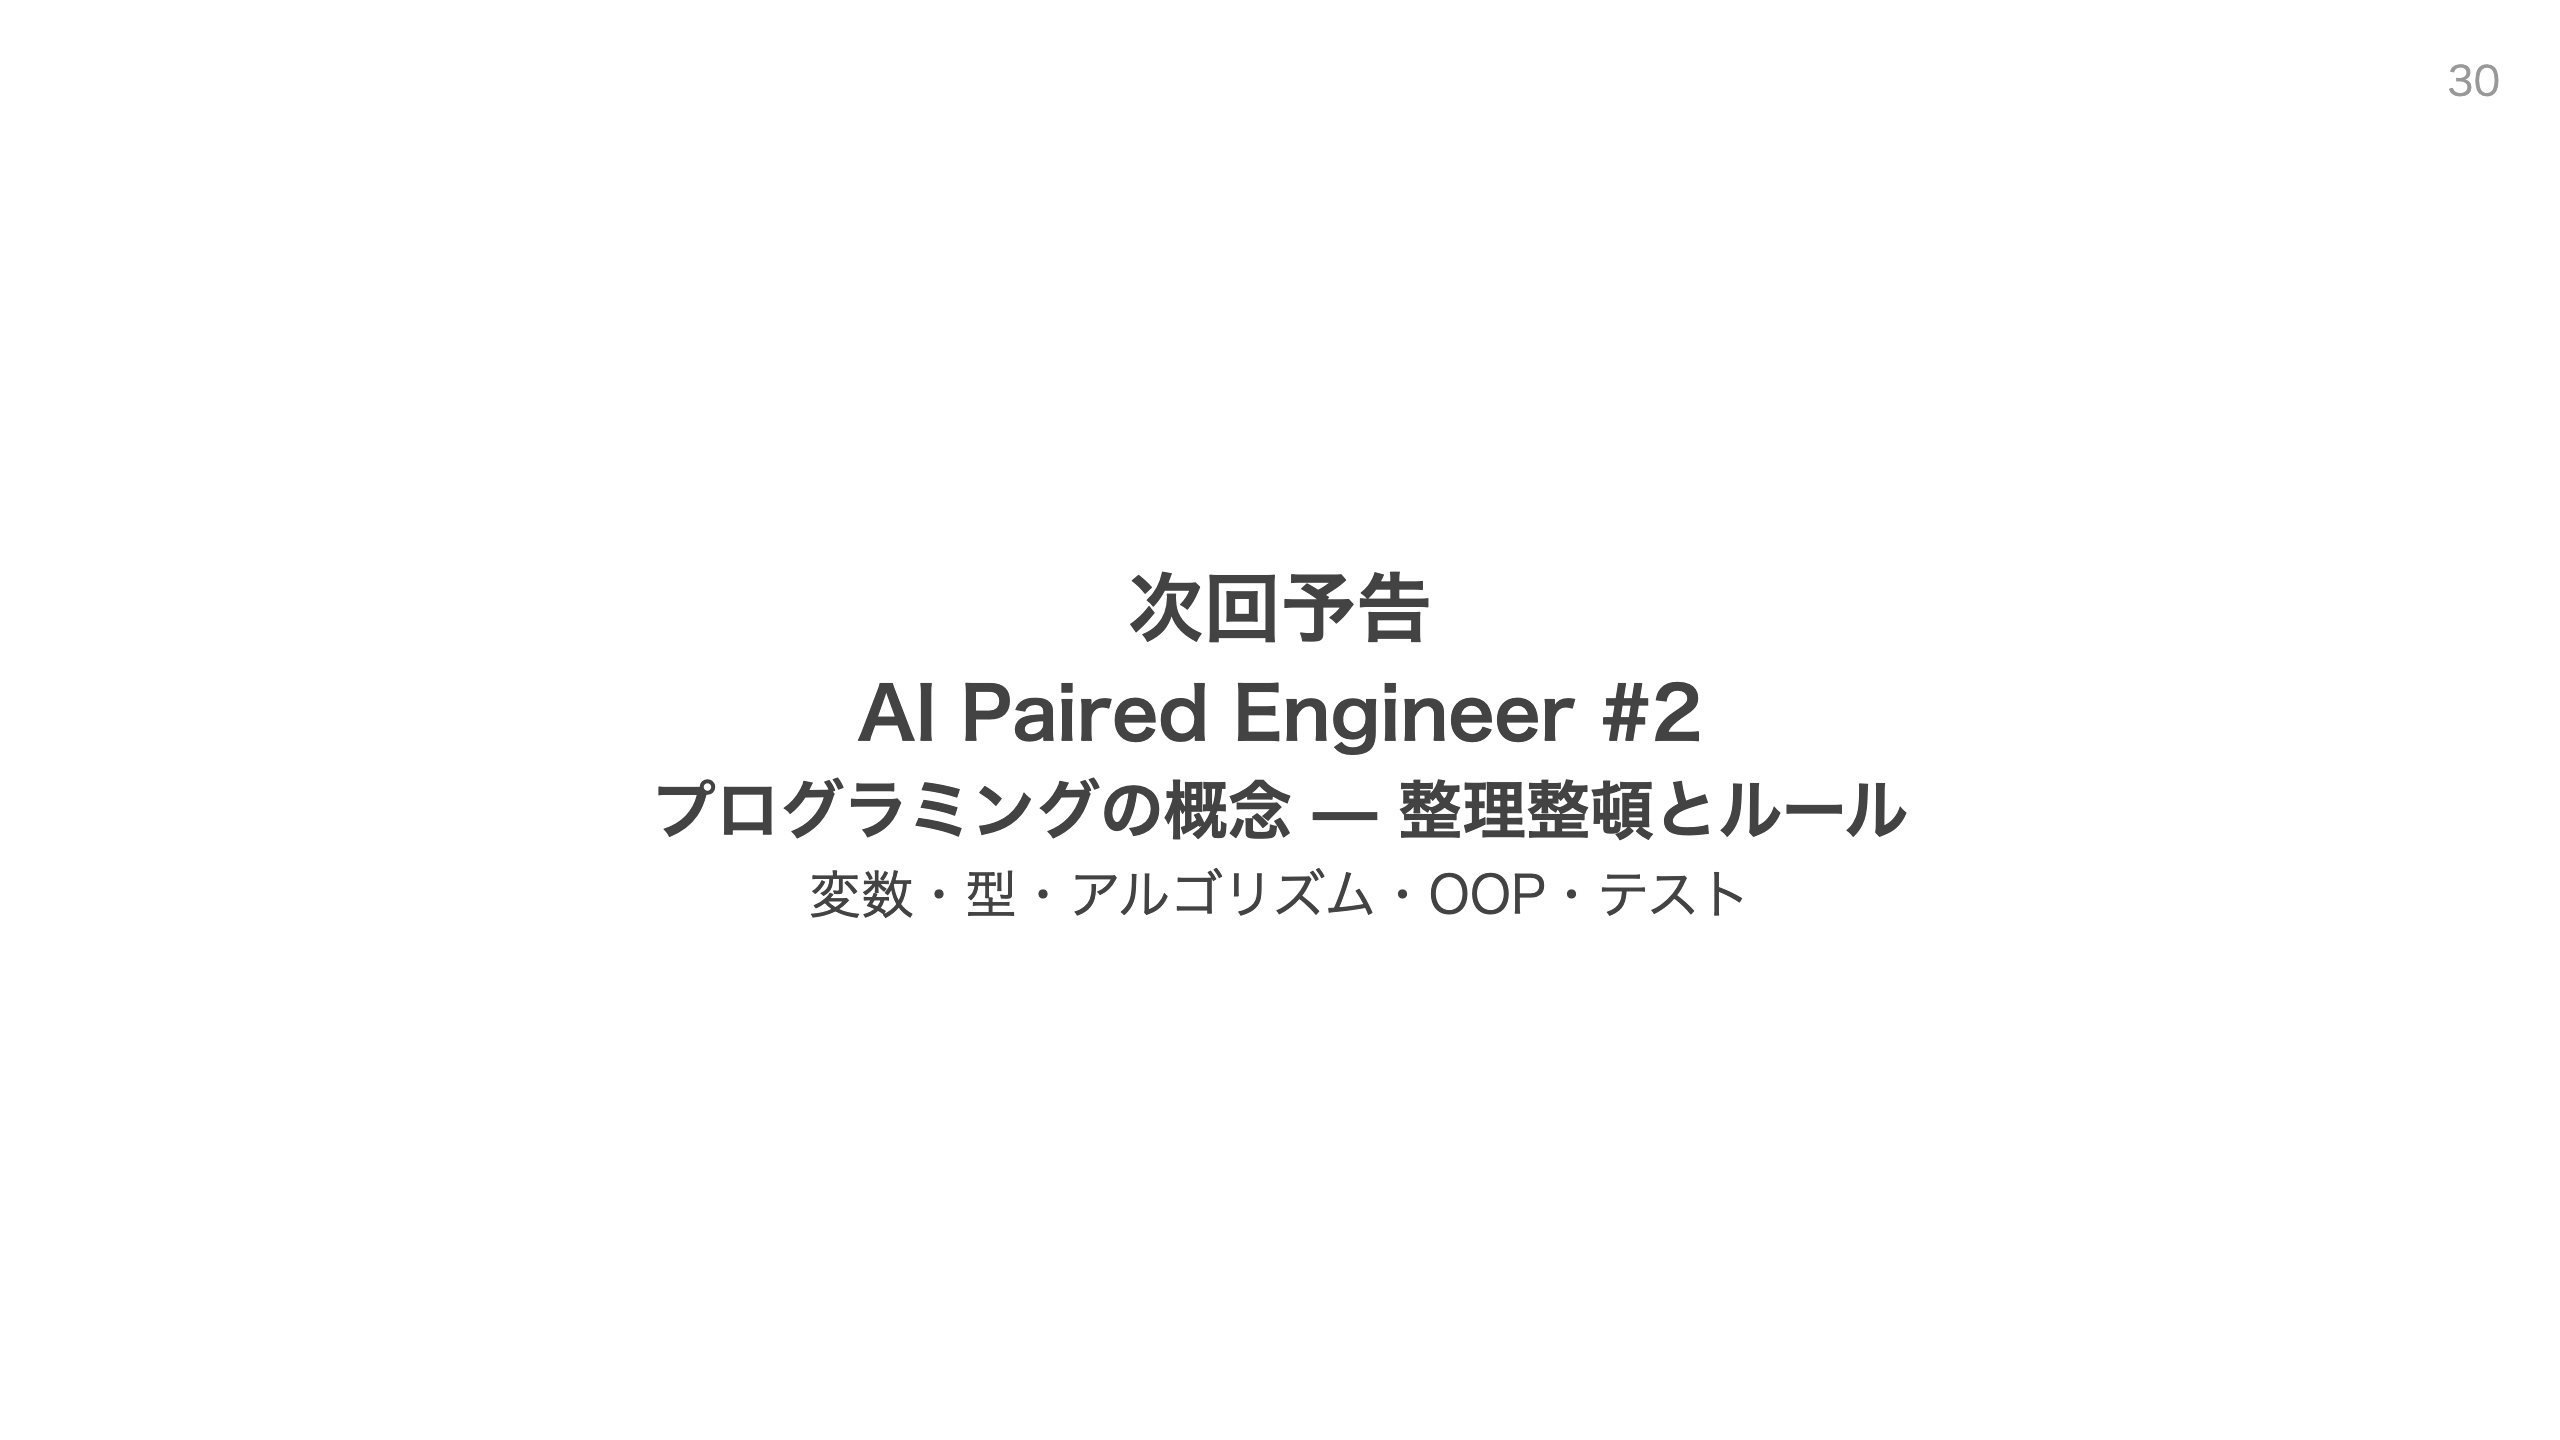 30
次回予告
AI Paired Engineer #2
プログラミングの概念 — 整理整頓とルール
変数・型・アルゴリズム・OOP・テスト